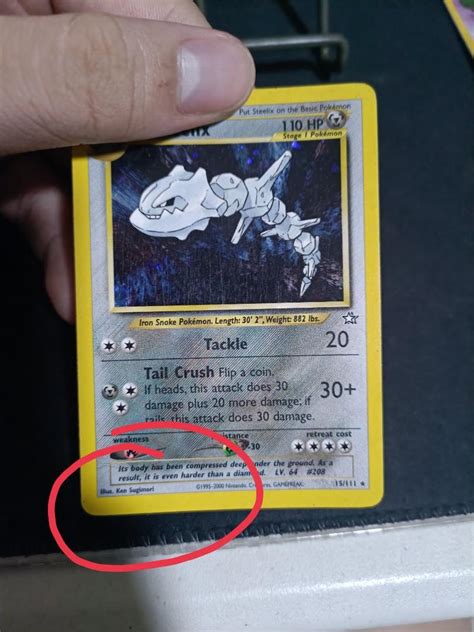 Put Steelix on the Basic Pokémon
110 HP
Stage 1 Pokémon
Iron Snake Pokémon. Length: 30' 2", Weight: 882 lbs.
Tackle 20
Tail Crush Flip a coin.
If heads, this attack does 30
damage plus 20 more damage; if
tails, this attack does 30 damage.
30+
weakness
retreat cost
-30
Its body has been compressed deep under the ground. As a
result, it is even harder than a diamond. LV. 64 #208
Illus. Ken Sugimori
©1995-2000 Nintendo, Creatures, GAMEFREAK.
15/111